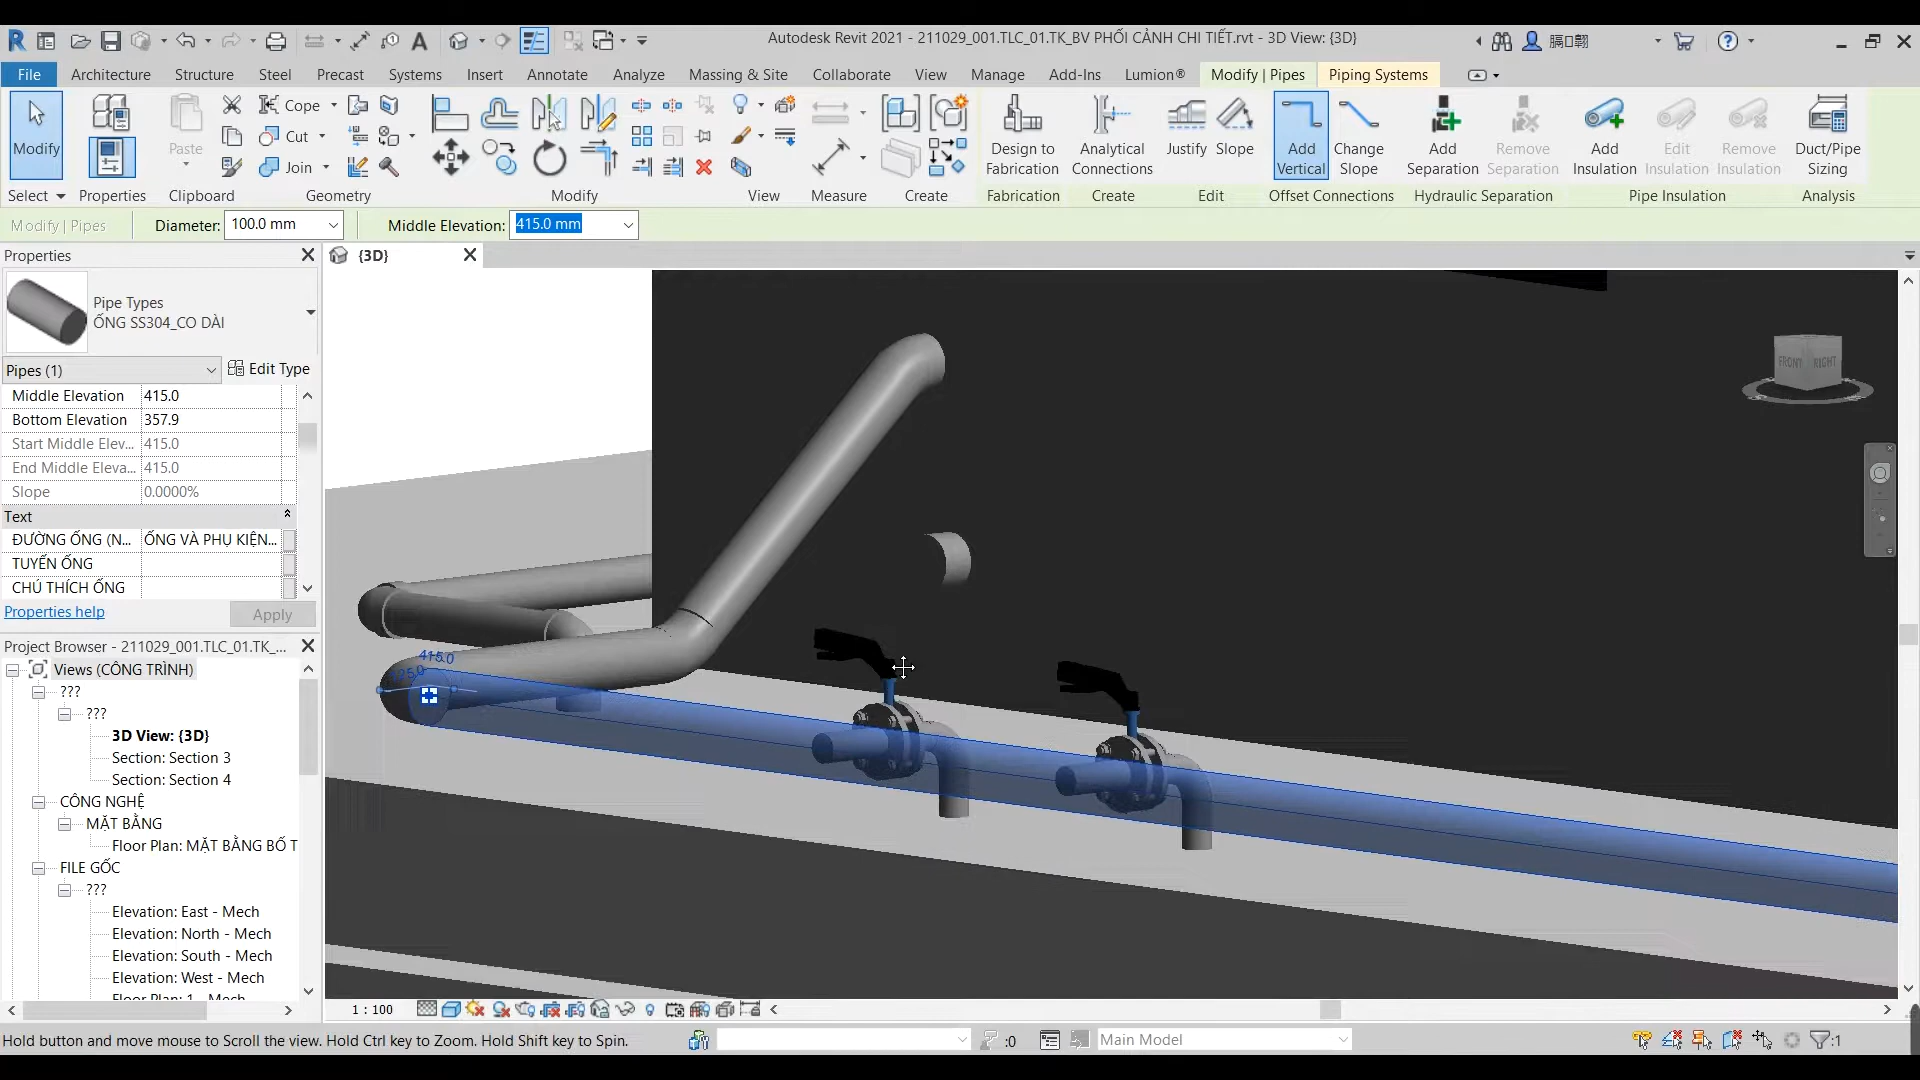 Autodesk Revit 2021 - 211029_001.TLC_01.TK_BV PHỐI CẢNH CHI TIẾT.rvt - 3D View: {3D}
File Architecture Structure Steel Precast Systems Insert Annotate Analyze Massing & Site Collaborate View Manage Add-Ins Lumion® Modify | Pipes Piping Systems
Modify
Select
Properties
Paste
Clipboard
Cope
Cut
Join
Geometry
Modify
View
Measure
Create
Design to Fabrication
Fabrication
Analytical Connections
Create
Justify Slope
Edit
Add Vertical
Change Slope
Offset Connections
Add Separation
Remove Separation
Hydraulic Separation
Add Insulation
Edit Insulation
Remove Insulation
Pipe Insulation
Duct/Pipe Sizing
Analysis
Modify | Pipes Diameter: 100.0 mm Middle Elevation: 415.0 mm
Properties
{3D}
Pipe Types
ỐNG SS304_CO DÀI
Pipes (1) Edit Type
Middle Elevation 415.0
Bottom Elevation 357.9
Start Middle Elev... 415.0
End Middle Eleva... 415.0
Slope 0.0000%
Text
ĐƯỜNG ỐNG (N... ỐNG VÀ PHỤ KIỆN...
TUYẾN ỐNG
CHÚ THÍCH ỐNG
Properties help Apply
Project Browser - 211029_001.TLC_01.TK_...
Views (CÔNG TRÌNH)
???
???
3D View: {3D}
Section: Section 3
Section: Section 4
CÔNG NGHỆ
MẶT BẰNG
Floor Plan: MẶT BẰNG BỐ T
FILE GỐC
???
Elevation: East - Mech
Elevation: North - Mech
Elevation: South - Mech
Elevation: West - Mech
Floor Plan: 1 - Mech
415.0
FRONT RIGHT
1 : 100
Hold button and move mouse to Scroll the view. Hold Ctrl key to Zoom. Hold Shift key to Spin.
:0
Main Model
:1